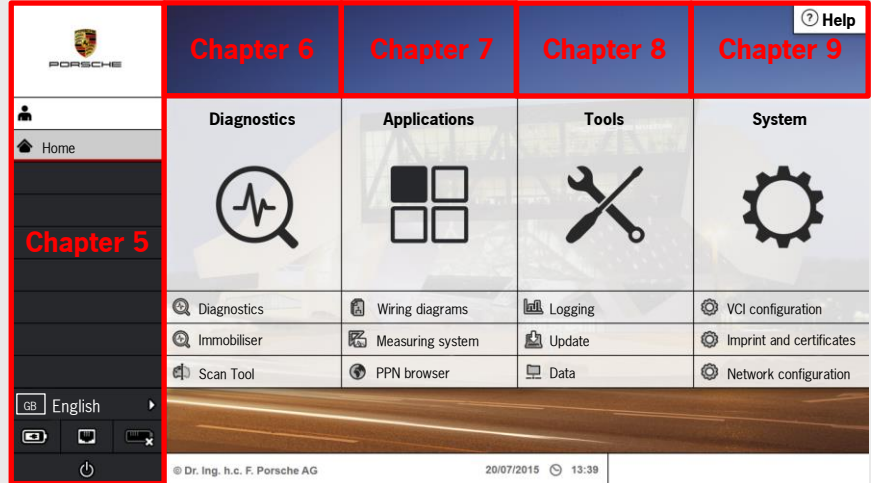 PORSCHE
Home
Chapter 5
GB English
Chapter 6
Chapter 7
Chapter 8
Chapter 9
Help
Diagnostics
Applications
Tools
System
Diagnostics
Wiring diagrams
Logging
VCI configuration
Immobiliser
Measuring system
Update
Imprint and certificates
Scan Tool
PPN browser
Data
Network configuration
© Dr. Ing. h.c. F. Porsche AG
20/07/2015 13:39